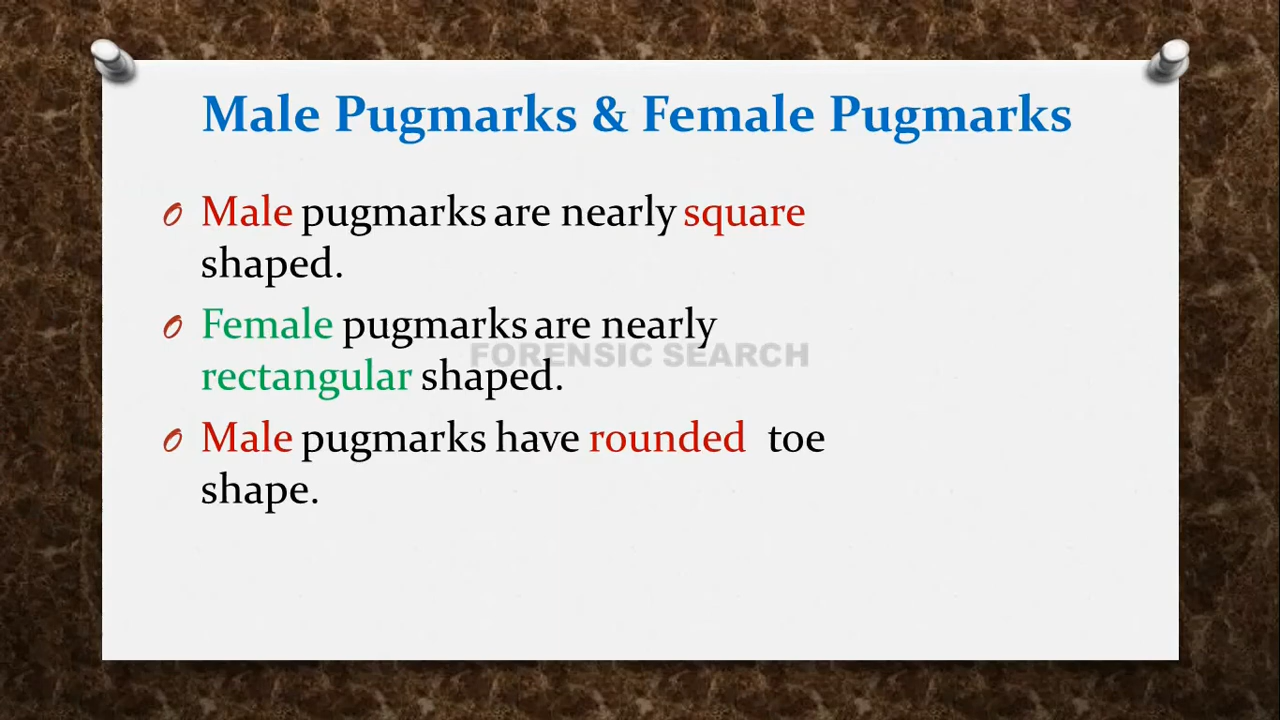 Male Pugmarks & Female Pugmarks
Male pugmarks are nearly square
shaped.
Female pugmarks are nearly
FORENSIC SEARCH
rectangular shaped.
Male pugmarks have rounded toe
shape.